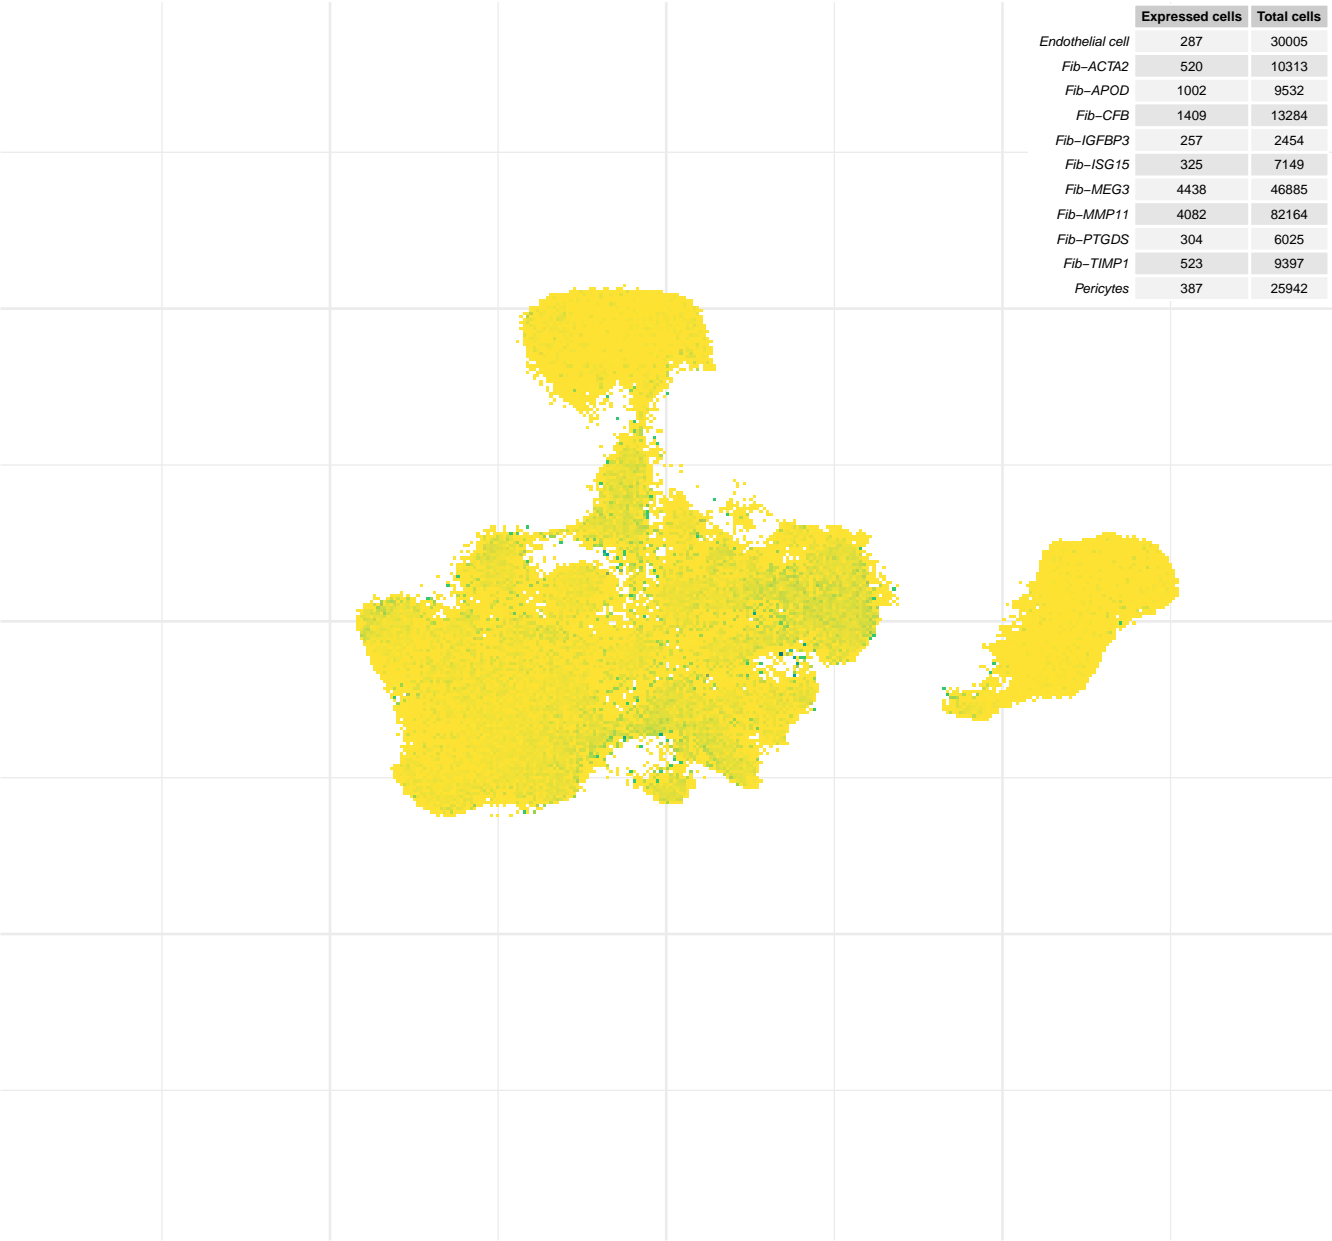 Expressed cells Total cells
Endothelial cell 287 30005
Fib−ACTA2 520 10313
Fib−APOD 1002 9532
Fib−CFB 1409 13284
Fib−IGFBP3 257 2454
Fib−ISG15 325 7149
Fib−MEG3 4438 46885
Fib−MMP11 4082 82164
Fib−PTGDS 304 6025
Fib−TIMP1 523 9397
Pericytes 387 25942